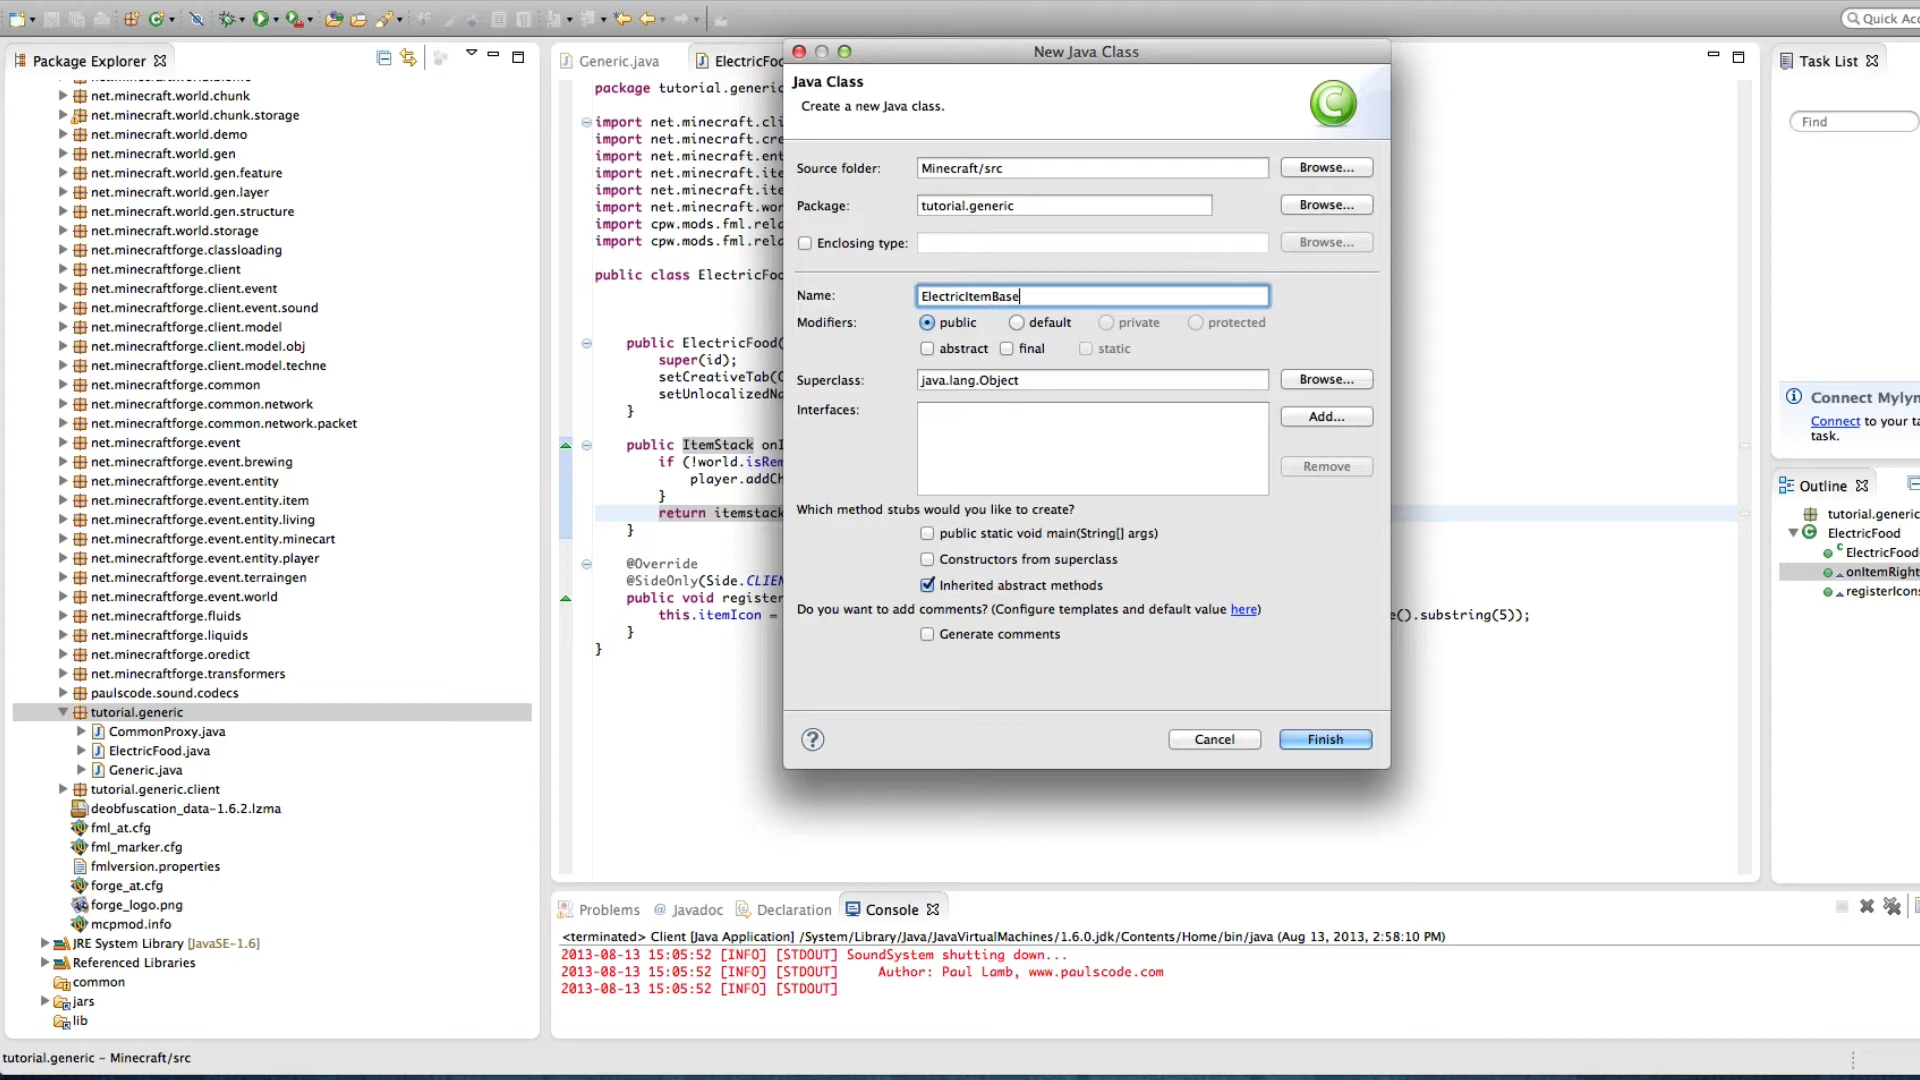 Quick Acc
Package Explorer
net.minecraft.world.chunk
net.minecraft.world.chunk.storage
net.minecraft.world.demo
net.minecraft.world.gen
net.minecraft.world.gen.feature
net.minecraft.world.gen.layer
net.minecraft.world.gen.structure
net.minecraft.world.storage
net.minecraftforge.classloading
net.minecraftforge.client
net.minecraftforge.client.event
net.minecraftforge.client.event.sound
net.minecraftforge.client.model
net.minecraftforge.client.model.obj
net.minecraftforge.client.model.techne
net.minecraftforge.common
net.minecraftforge.common.network
net.minecraftforge.common.network.packet
net.minecraftforge.event
net.minecraftforge.event.brewing
net.minecraftforge.event.entity
net.minecraftforge.event.entity.item
net.minecraftforge.event.entity.living
net.minecraftforge.event.entity.minecart
net.minecraftforge.event.entity.player
net.minecraftforge.event.terraingen
net.minecraftforge.event.world
net.minecraftforge.fluids
net.minecraftforge.liquids
net.minecraftforge.oredict
net.minecraftforge.transformers
paulscode.sound.codecs
tutorial.generic
CommonProxy.java
ElectricFood.java
Generic.java
tutorial.generic.client
deobfuscation_data-1.6.2.lzma
fml_at.cfg
fml_marker.cfg
fmlversion.properties
forge_at.cfg
forge_logo.png
mcpmod.info
JRE System Library [JavaSE-1.6]
Referenced Libraries
common
jars
lib
tutorial.generic - Minecraft/src
Generic.java
ElectricFoo
package tutorial.generic
import net.minecraft.cli
import net.minecraft.cre
import net.minecraft.ent
import net.minecraft.ite
import net.minecraft.ite
import net.minecraft.wor
import cpw.mods.fml.rela
import cpw.mods.fml.rela
public class ElectricFoo
public ElectricFood(
super(id);
setCreativeTab(C
setUnlocalizedNa
}
public ItemStack onI
if (!world.isRem
player.addCh
}
return itemstack
}
@Override
@SideOnly(Side.CLIEN
public void register
this.itemIcon = e().substring(5));
}
}
New Java Class
Java Class
Create a new Java class.
Source folder: Minecraft/src Browse...
Package: tutorial.generic Browse...
Enclosing type: Browse...
Name: ElectricItemBase
Modifiers: public default private protected
abstract final static
Superclass: java.lang.Object Browse...
Interfaces: Add...
Remove
Which method stubs would you like to create?
public static void main(String[] args)
Constructors from superclass
Inherited abstract methods
Do you want to add comments? (Configure templates and default value here)
Generate comments
? Cancel Finish
Problems @ Javadoc Declaration Console
<terminated> Client [Java Application] /System/Library/Java/JavaVirtualMachines/1.6.0.jdk/Contents/Home/bin/java (Aug 13, 2013, 2:58:10 PM)
2013-08-13 15:05:52 [INFO] [STDOUT] SoundSystem shutting down...
2013-08-13 15:05:52 [INFO] [STDOUT] Author: Paul Lamb, www.paulscode.com
2013-08-13 15:05:52 [INFO] [STDOUT]
Task List
Find
Connect Mylyn
Connect to your ta
task.
Outline
tutorial.generic
ElectricFood
ElectricFood
onItemRight
registerIcons